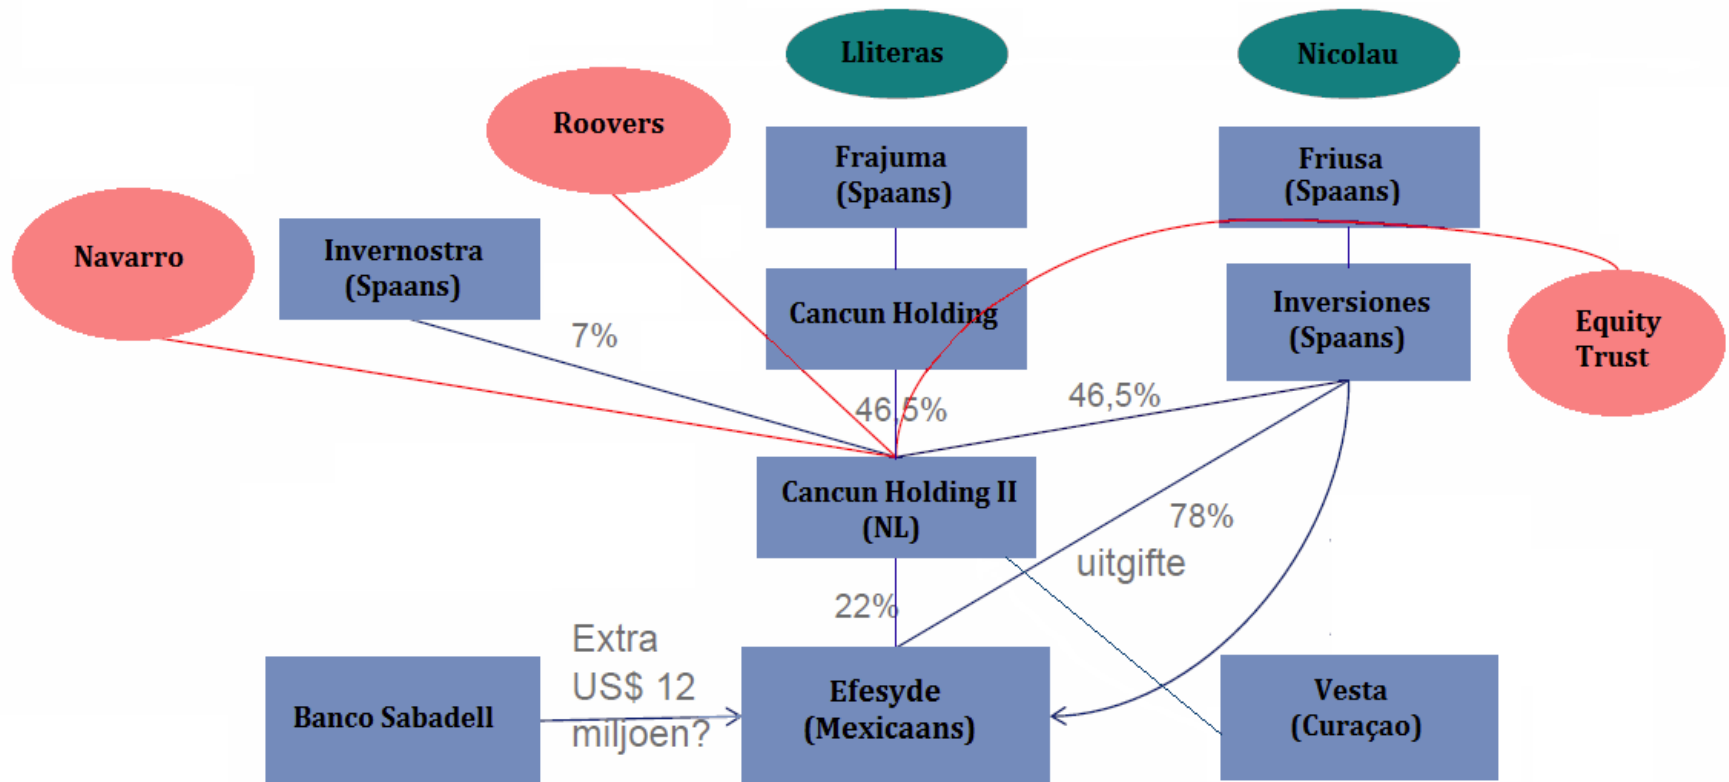 Lliteras
Nicolau
Roovers
Frajuma
(Spaans)
Friusa
(Spaans)
Navarro
Invernostra
(Spaans)
Cancun Holding
Inversiones
(Spaans)
Equity
Trust
7%
46,5%
46,5%
Cancun Holding II
(NL)
78%
uitgifte
22%
Extra
US$ 12
miljoen?
Banco Sabadell
Efesyde
(Mexicaans)
Vesta
(Curaçao)